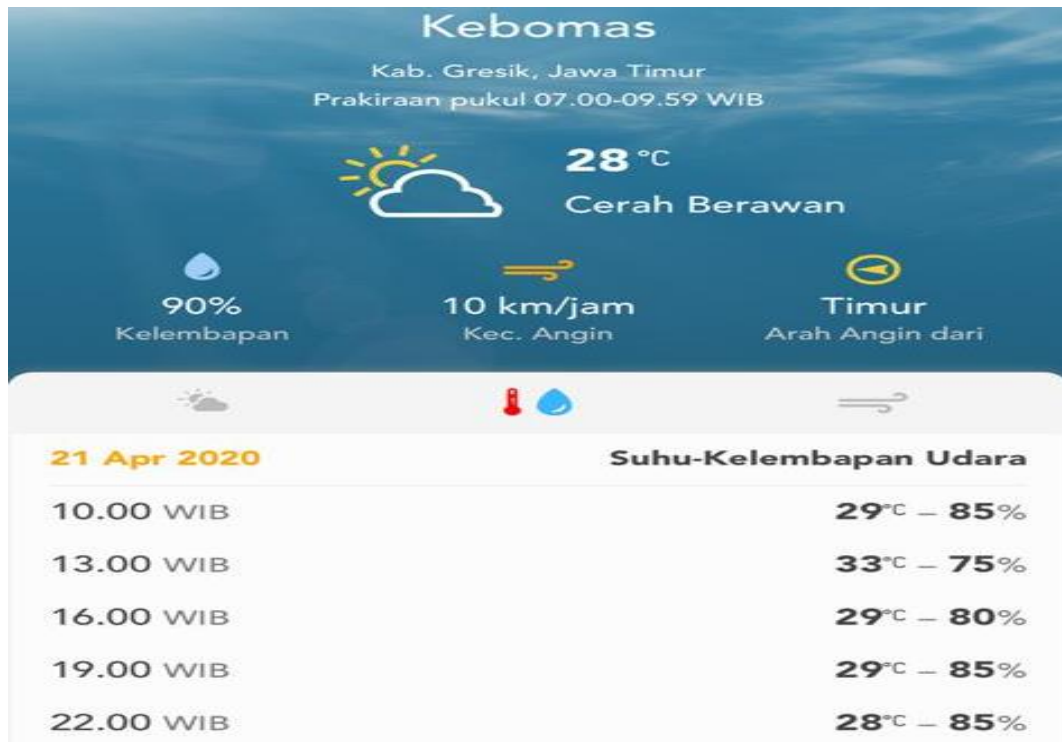 Kebomas
Kab. Gresik, Jawa Timur
Prakiraan pukul 07.00-09.59 WIB
28 °C
Cerah Berawan
90% 10 km/jam Timur
Kelembapan Kec. Angin Arah Angin dari
21 Apr 2020 Suhu-Kelembapan Udara
10.00 WIB 29°C – 85%
13.00 WIB 33°C – 75%
16.00 WIB 29°C – 80%
19.00 WIB 29°C – 85%
22.00 WIB 28°C – 85%